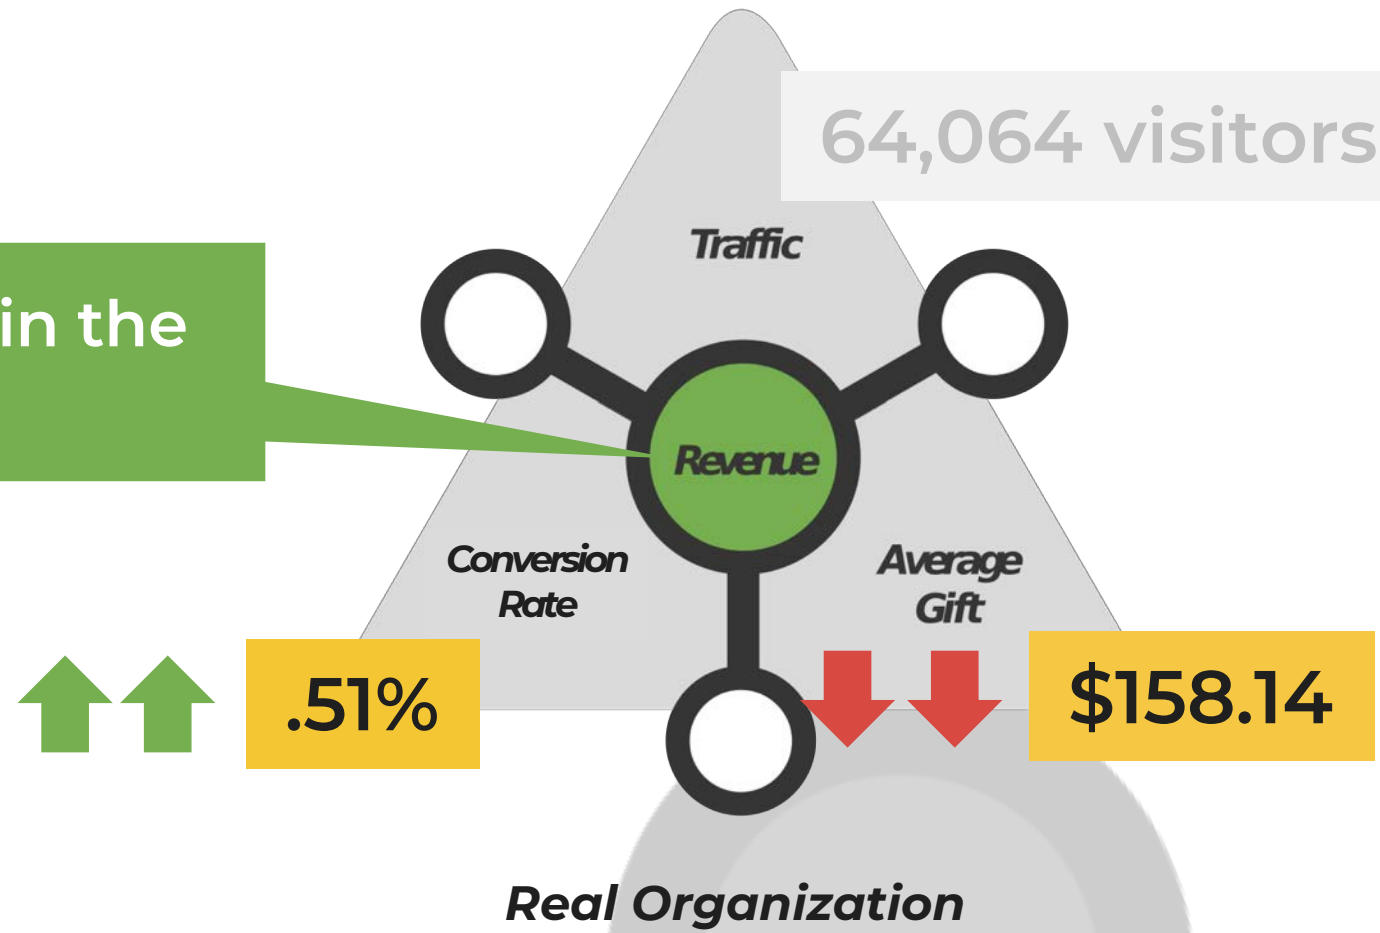 64,064 visitors
Traffic
in the
Revenue
Conversion
Rate
Average
Gift
.51%
$158.14
Real Organization